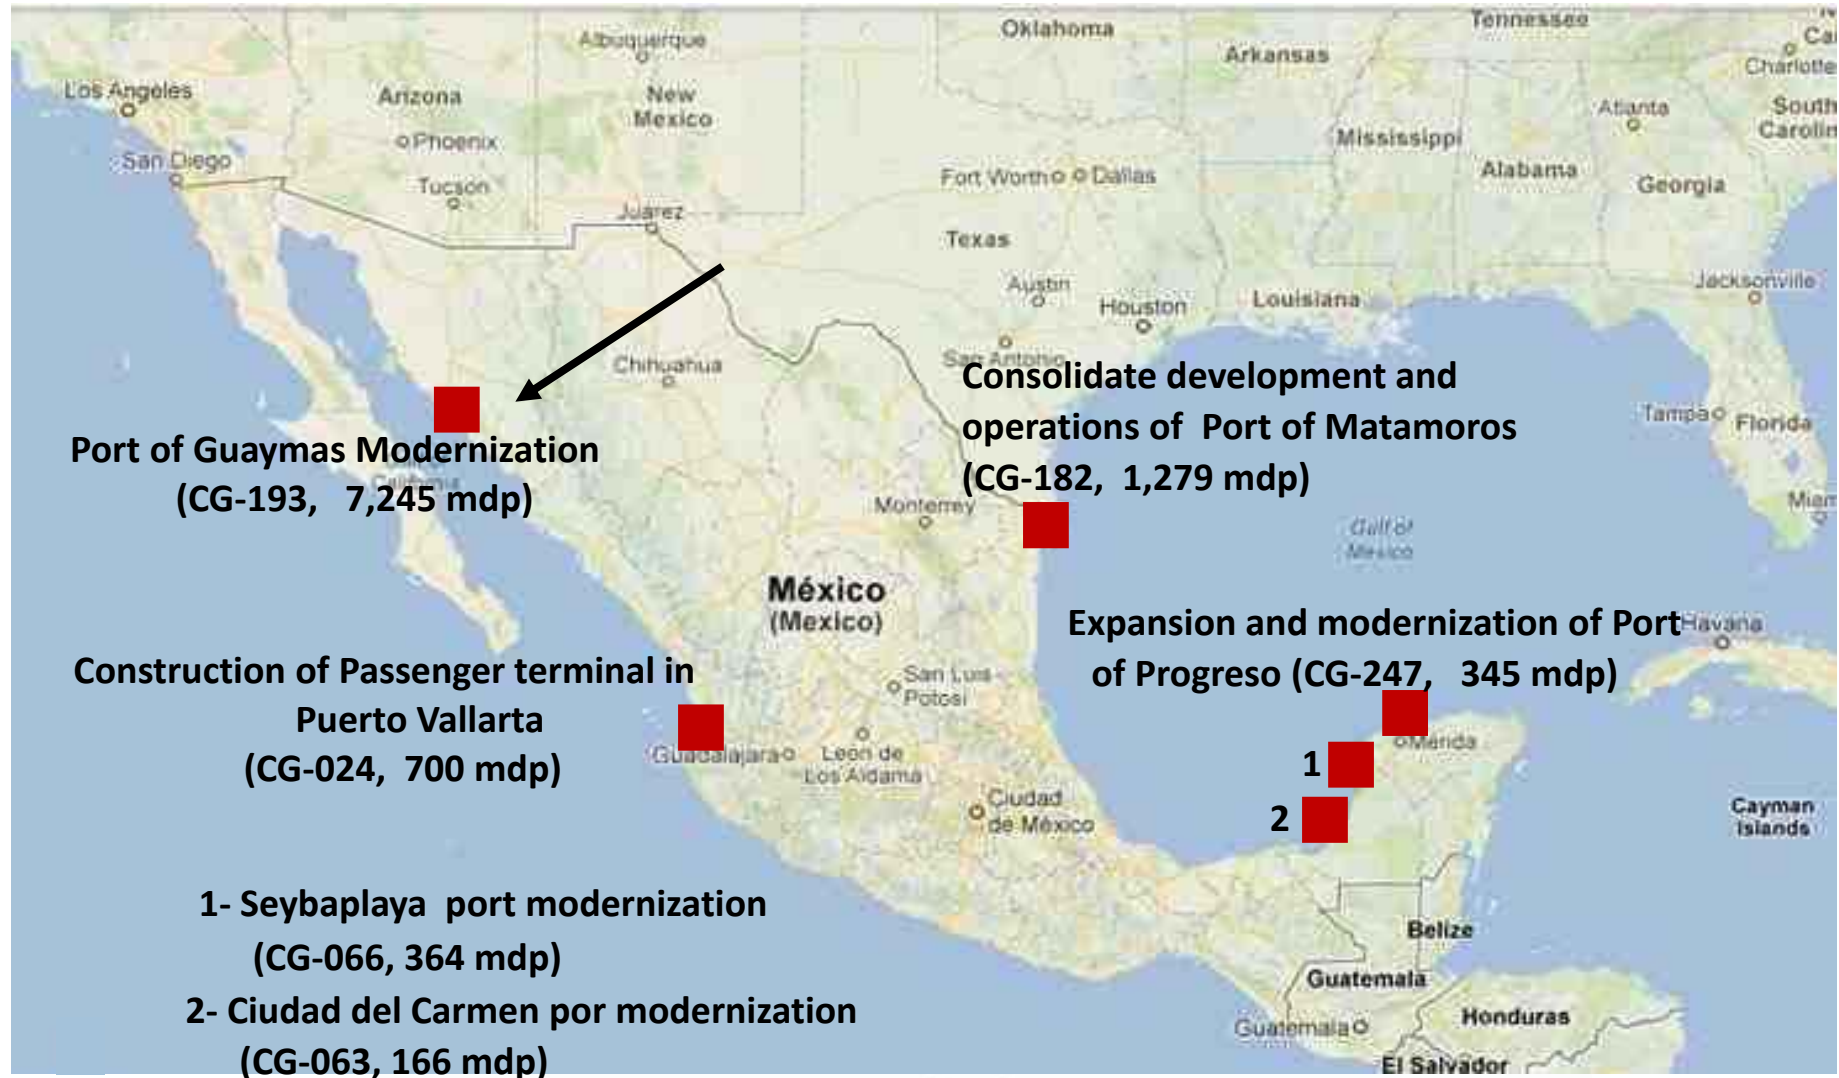 Albuquerque
Oklahoma
Tennessee
Arkansas
Charlotte
Los Angeles
Arizona
New
Mexico
Atlanta
South
Phoenix
Mississippi
San Diego
Fort Worth
Dallas
Alabama
Georgia
Tucson
Juarez
Texas
Jacksonville
Austin
Houston
Louisiana
Chihuahua
San Antonio
Consolidate development and
operations of Port of Matamoros
(CG-182, 1,279 mdp)
Tampa
Florida
Port of Guaymas Modernization
(CG-193, 7,245 mdp)
Monterrey
Gulf of
Mexico
México
(Mexico)
Expansion and modernization of Port
of Progreso (CG-247, 345 mdp)
Havana
Construction of Passenger terminal in
Puerto Vallarta
(CG-024, 700 mdp)
San Luis
Potosi
Guadalajara
León de
Los Aldama
Merida
1
2
Ciudad
de México
Cayman
Islands
1- Seybaplaya port modernization
(CG-066, 364 mdp)
2- Ciudad del Carmen por modernization
(CG-063, 166 mdp)
Belize
Guatemala
Guatemala
Honduras
El Salvador